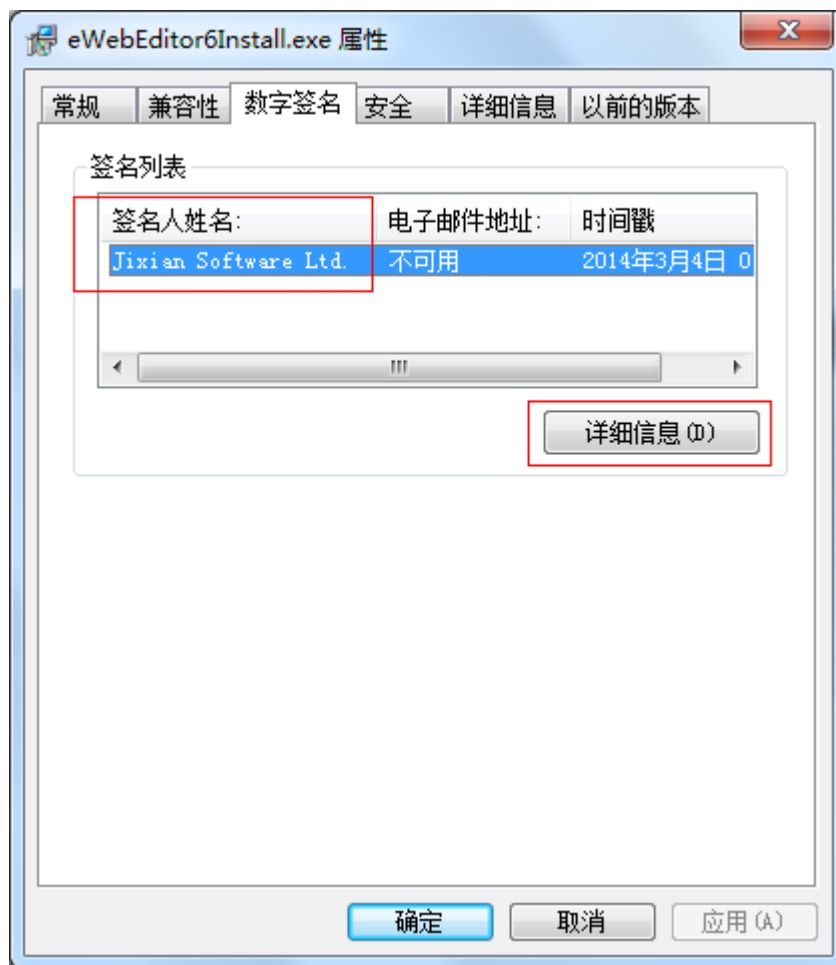 eWebEditor6Install.exe 属性
常规 兼容性 数字签名 安全 详细信息 以前的版本
签名列表
签名人姓名: 电子邮件地址: 时间戳
Jixian Software Ltd. 不可用 2014年3月4日 0
详细信息(D)
确定 取消 应用(A)